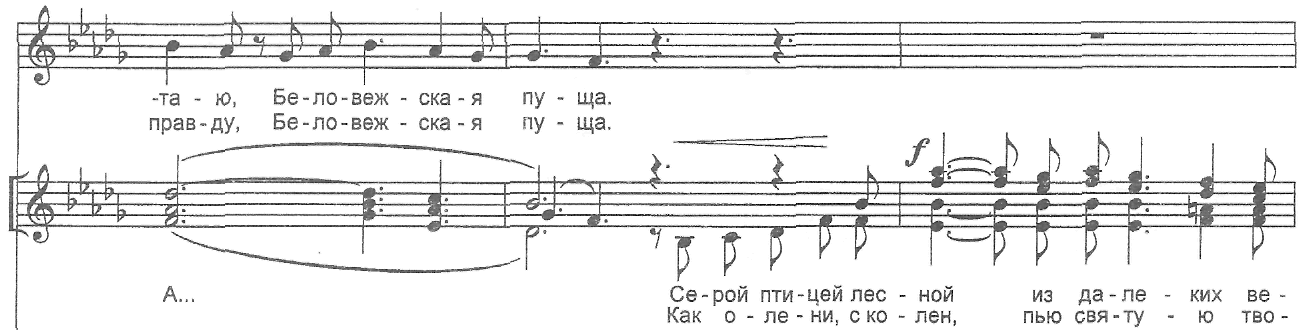 -та - ю, Бе-ло-веж - ска-я пу - ща.
прав-ду, Бе-ло-веж - ска-я пу - ща.
f
А... Се-рой пти-цей лес - ной из да-ле - ких ве-
Как о - ле-ни, с ко - лен, пью свя-ту - ю тво-